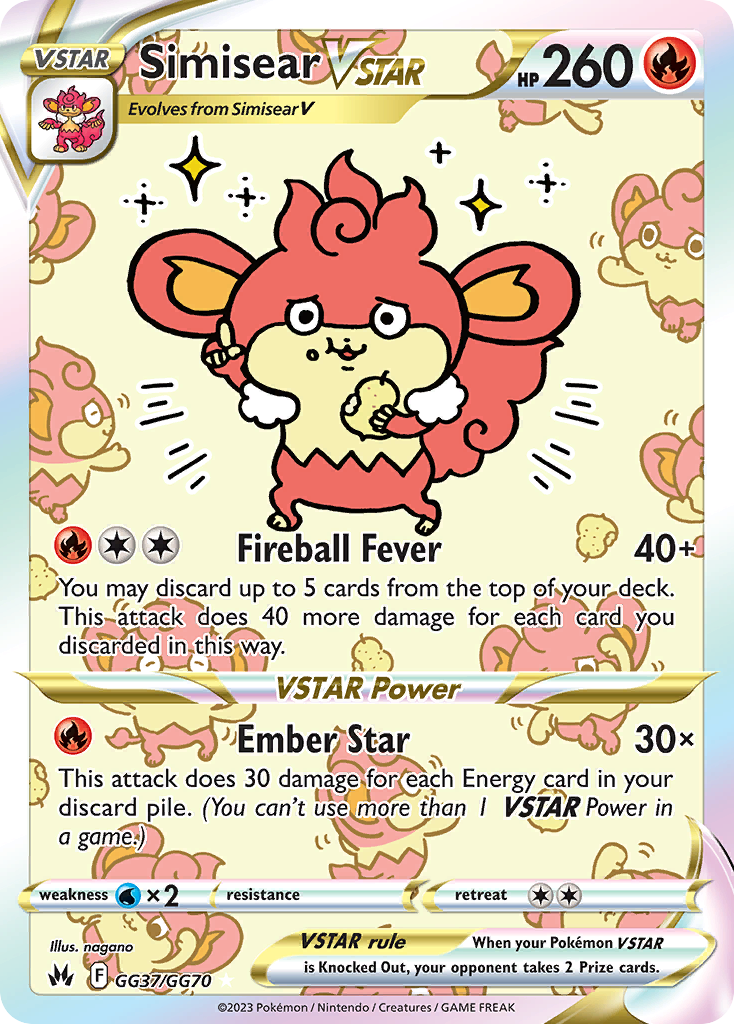 VSTAR
Simisear VSTAR
HP 260
Evolves from Simisear V
Fireball Fever 40+
You may discard up to 5 cards from the top of your deck.
This attack does 40 more damage for each card you
discarded in this way.
VSTAR Power
Ember Star 30×
This attack does 30 damage for each Energy card in your
discard pile. (You can't use more than 1 VSTAR Power in
a game.)
weakness ×2 resistance retreat
Illus. nagano
VSTAR rule When your Pokémon VSTAR
is Knocked Out, your opponent takes 2 Prize cards.
F GG37/GG70
©2023 Pokémon / Nintendo / Creatures / GAME FREAK